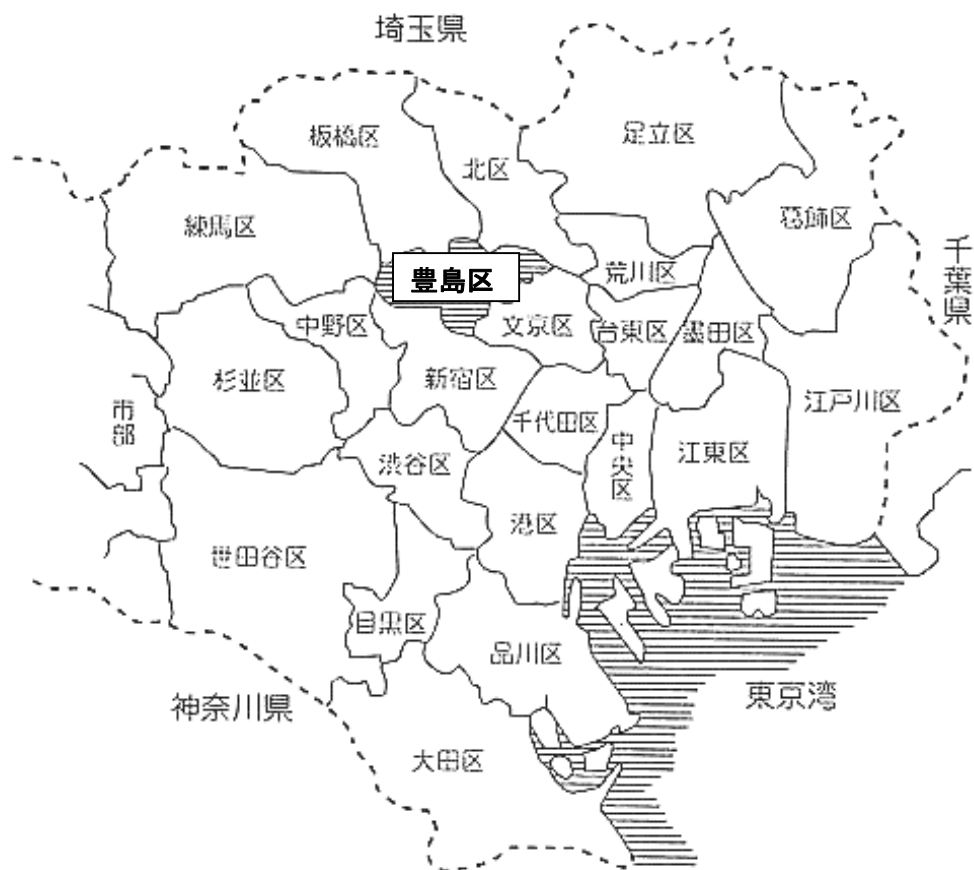 埼玉県
板橋区
足立区
北区
練馬区
葛飾区
荒川区
豊島区
千葉県
中野区
文京区
台東区
墨田区
杉並区
新宿区
江戸川区
市部
千代田区
中央区
江東区
渋谷区
港区
世田谷区
目黒区
品川区
神奈川県
東京湾
大田区